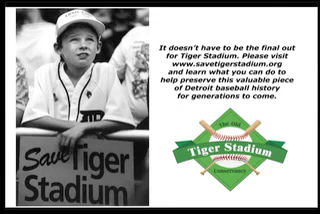 TIGER STADIUM
Save Tiger
Stadium
It doesn't have to be the final out
for Tiger Stadium. Please visit
www.savetigerstadium.org
and learn what you can do to
help preserve this valuable piece
of Detroit baseball history
for generations to come.
The Old
Tiger Stadium
Conservancy